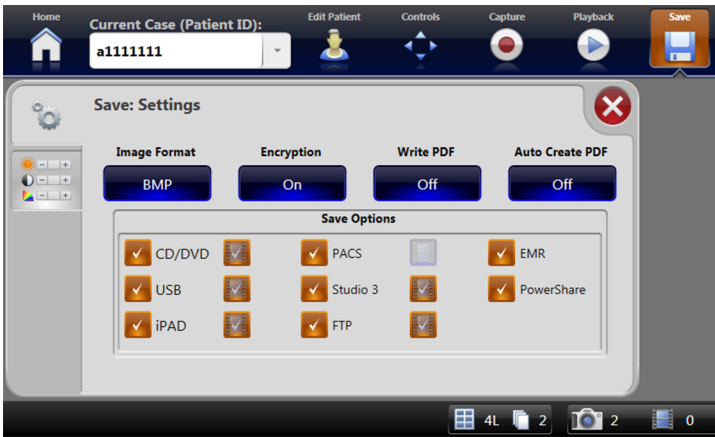 Home
Current Case (Patient ID):
Edit Patient
Controls
Capture
Playback
Save
a1111111
Save: Settings
Image Format
Encryption
Write PDF
Auto Create PDF
BMP
On
Off
Off
Save Options
CD/DVD
PACS
EMR
USB
Studio 3
PowerShare
iPAD
FTP
4L
2
2
0